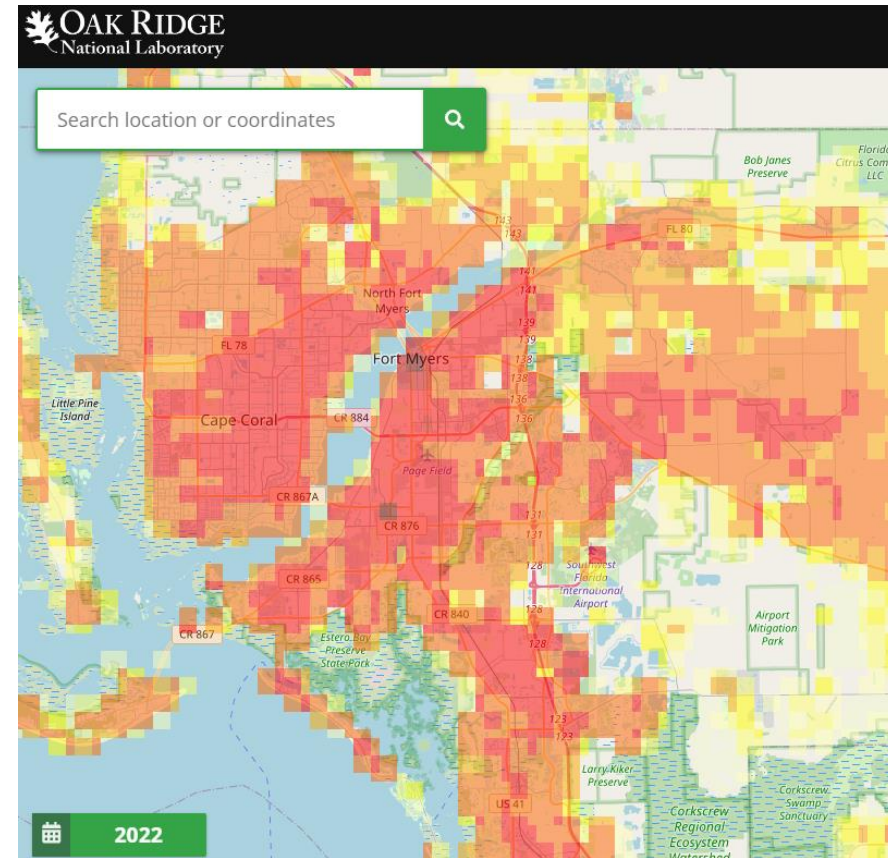 OAK RIDGE
National Laboratory
Search location or coordinates
Bob Janes
Preserve
Florida
Citrus Com
LLC
143
143
FL 80
141
141
North Fort
Myers
139
139
FL 78
Fort Myers
138
138
Little Pine
Island
136
136
Cape Coral
CR 884
Page Field
CR 867A
131
131
CR 876
128
Southwest
Florida
International
Airport
CR 865
128
CR 840
Airport
Mitigation
Park
CR 867
Estero Bay
Preserve
State Park
128
123
123
Larry Kiker
Preserve
US 41
Corkscrew
Swamp
Sanctuary
Corkscrew
Regional
Ecosystem
Watershed
2022